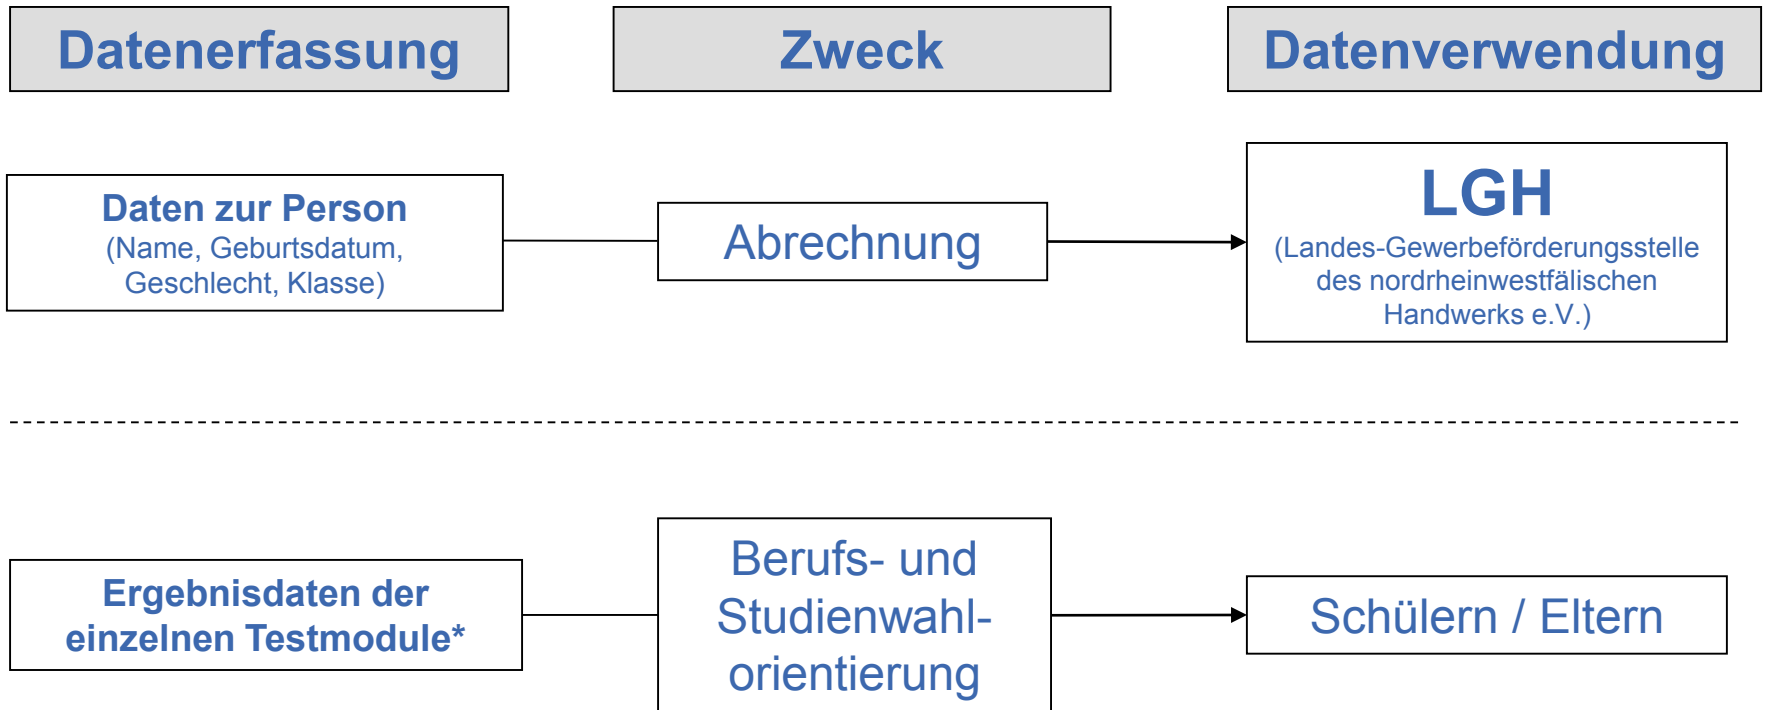 Datenerfassung
Zweck
Datenverwendung
Daten zur Person
(Name, Geburtsdatum,
Geschlecht, Klasse)
Abrechnung
LGH
(Landes-Gewerbeförderungsstelle
des nordrheinwestfälischen
Handwerks e.V.)
Ergebnisdaten der
einzelnen Testmodule*
Berufs- und
Studienwahl-
orientierung
Schülern / Eltern